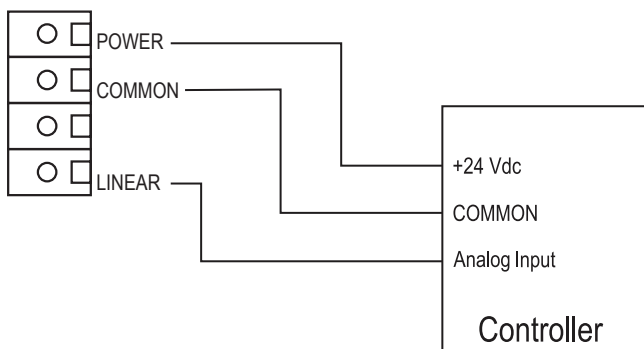 POWER
COMMON
LINEAR
+24 Vdc
COMMON
Analog Input
Controller